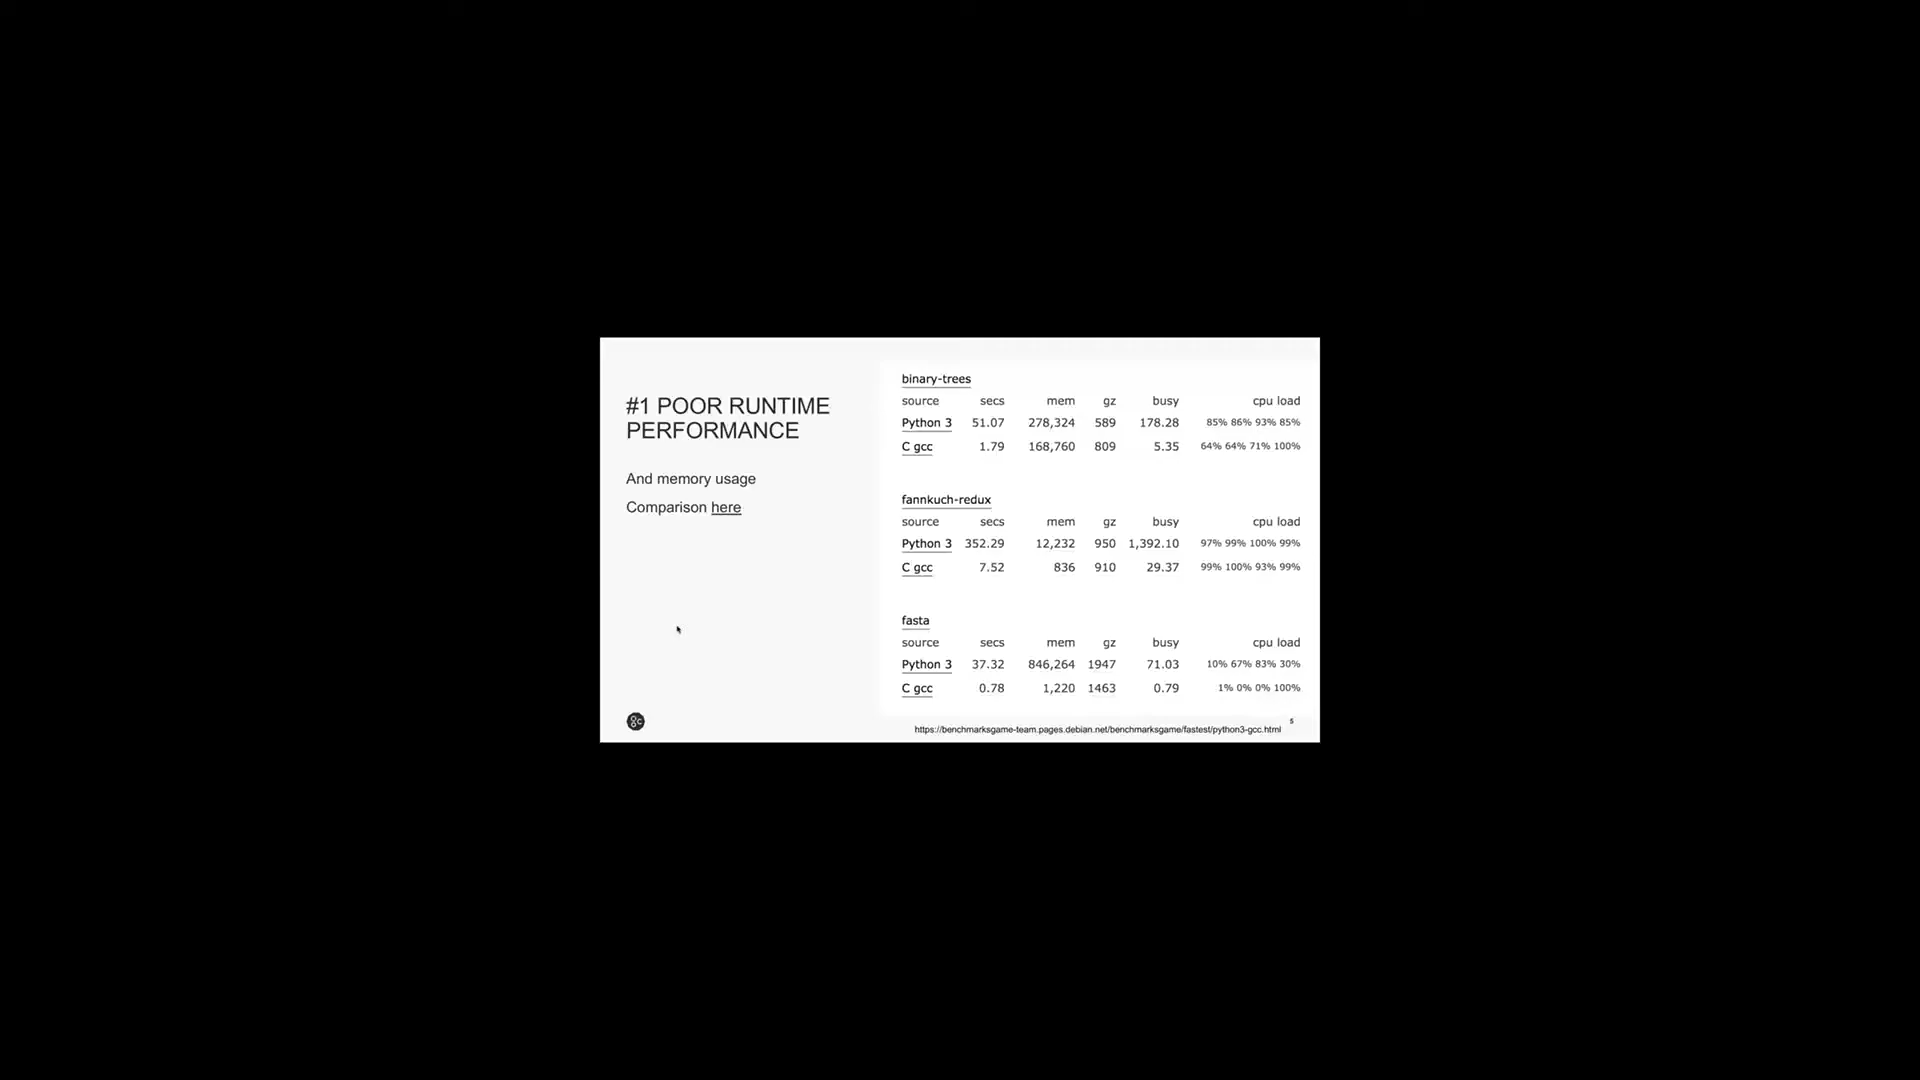 #1 POOR RUNTIME
PERFORMANCE
And memory usage
Comparison here
binary-trees
source secs mem gz busy cpu load
Python 3 51.07 278,324 589 178.28 85% 86% 93% 85%
C gcc 1.79 168,760 809 5.35 64% 64% 71% 100%
fannkuch-redux
source secs mem gz busy cpu load
Python 3 352.29 12,232 950 1,392.10 97% 99% 100% 99%
C gcc 7.52 836 910 29.37 99% 100% 93% 99%
fasta
source secs mem gz busy cpu load
Python 3 37.32 846,264 1947 71.03 10% 67% 83% 30%
C gcc 0.78 1,220 1463 0.79 1% 0% 0% 100%
5
https://benchmarksgame-team.pages.debian.net/benchmarksgame/fastest/python3-gcc.html